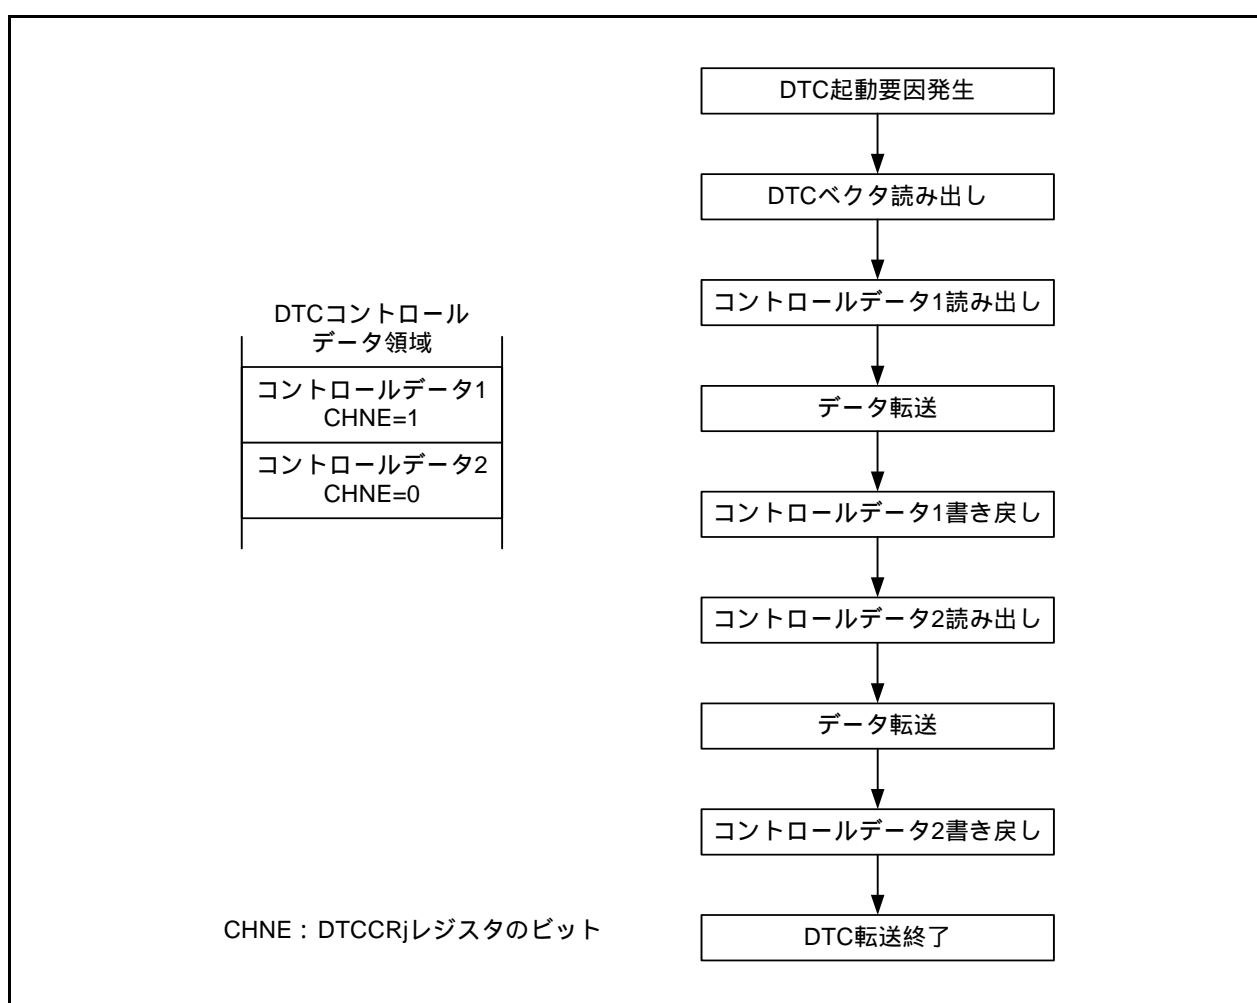 DTC起動要因発生
DTCベクタ読み出し
コントロールデータ1読み出し
データ転送
コントロールデータ1書き戻し
コントロールデータ2読み出し
データ転送
コントロールデータ2書き戻し
DTC転送終了
DTCコントロール
データ領域
コントロールデータ1
CHNE=1
コントロールデータ2
CHNE=0
CHNE：DTCCRjレジスタのビット